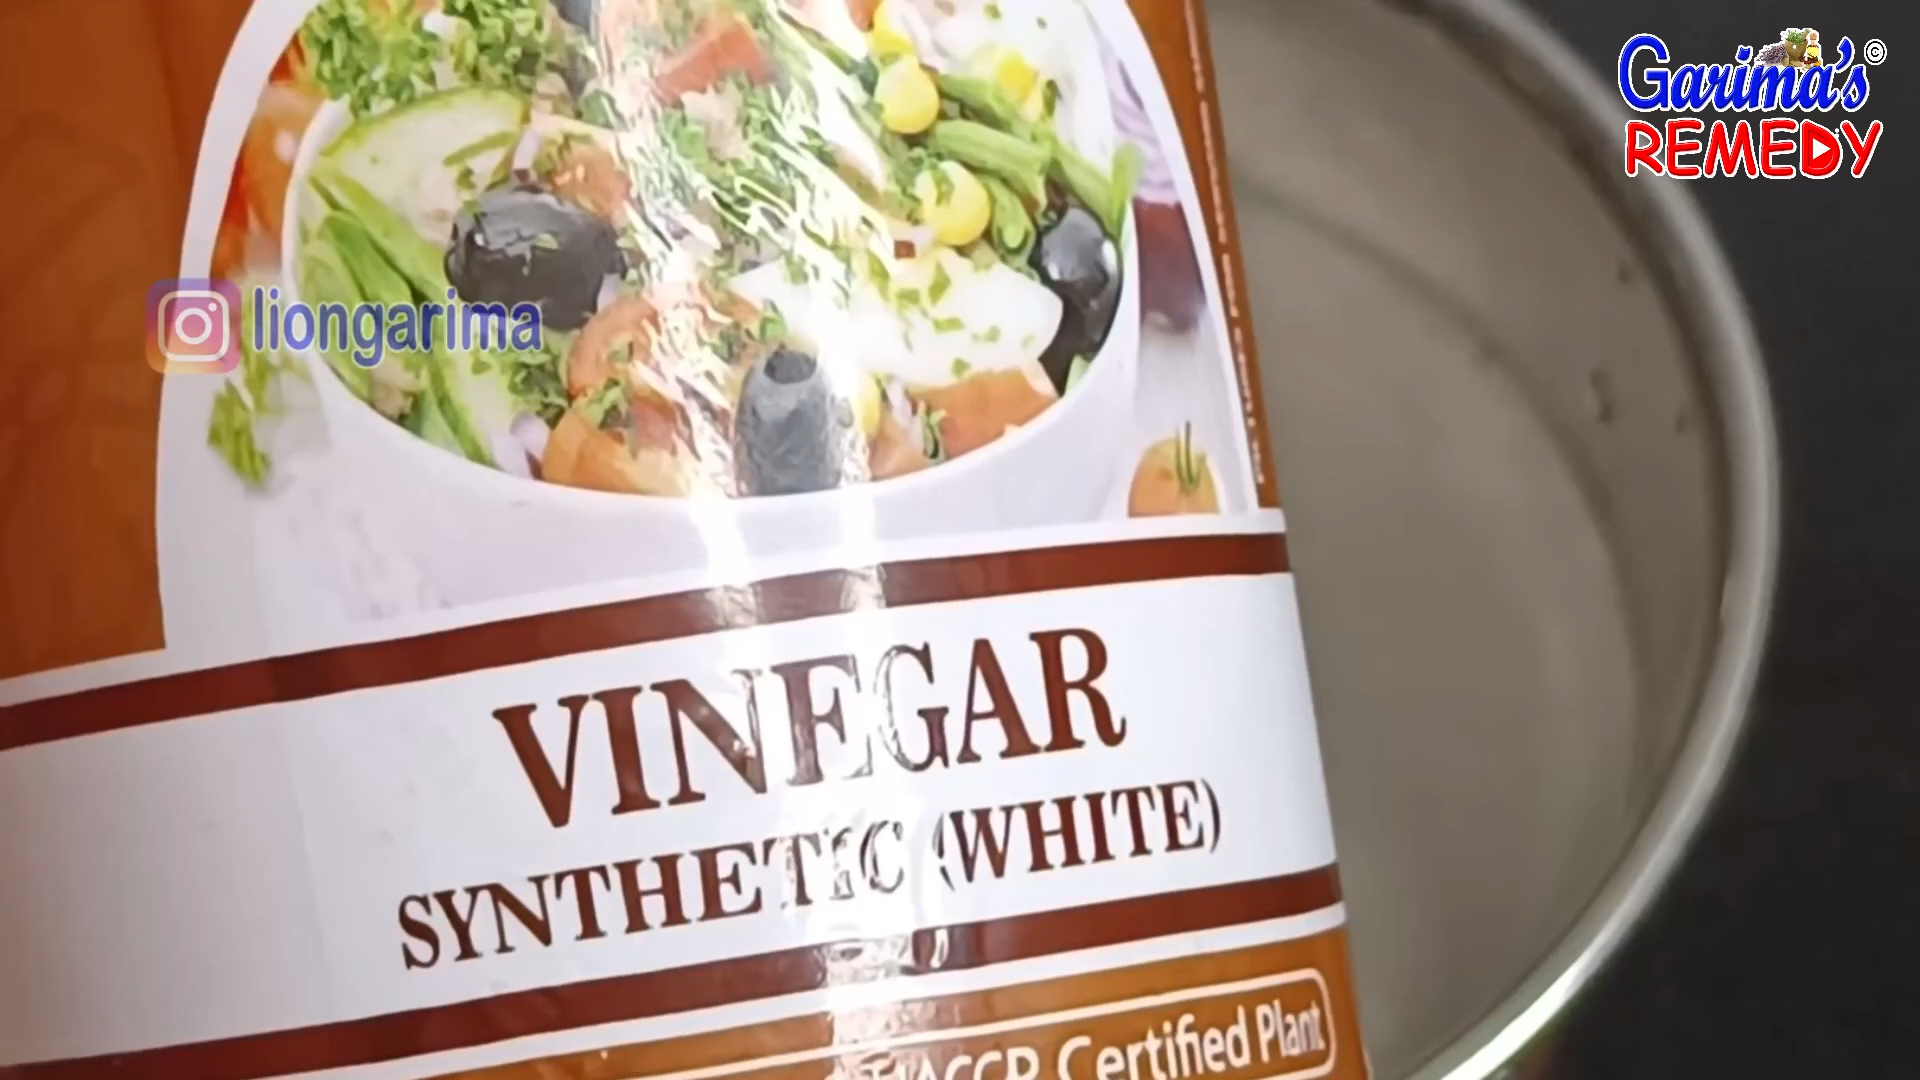 Garima's ©
REMEDY
liongarima
VINEGAR
SYNTHETIC (WHITE)
HACCP Certified Plant